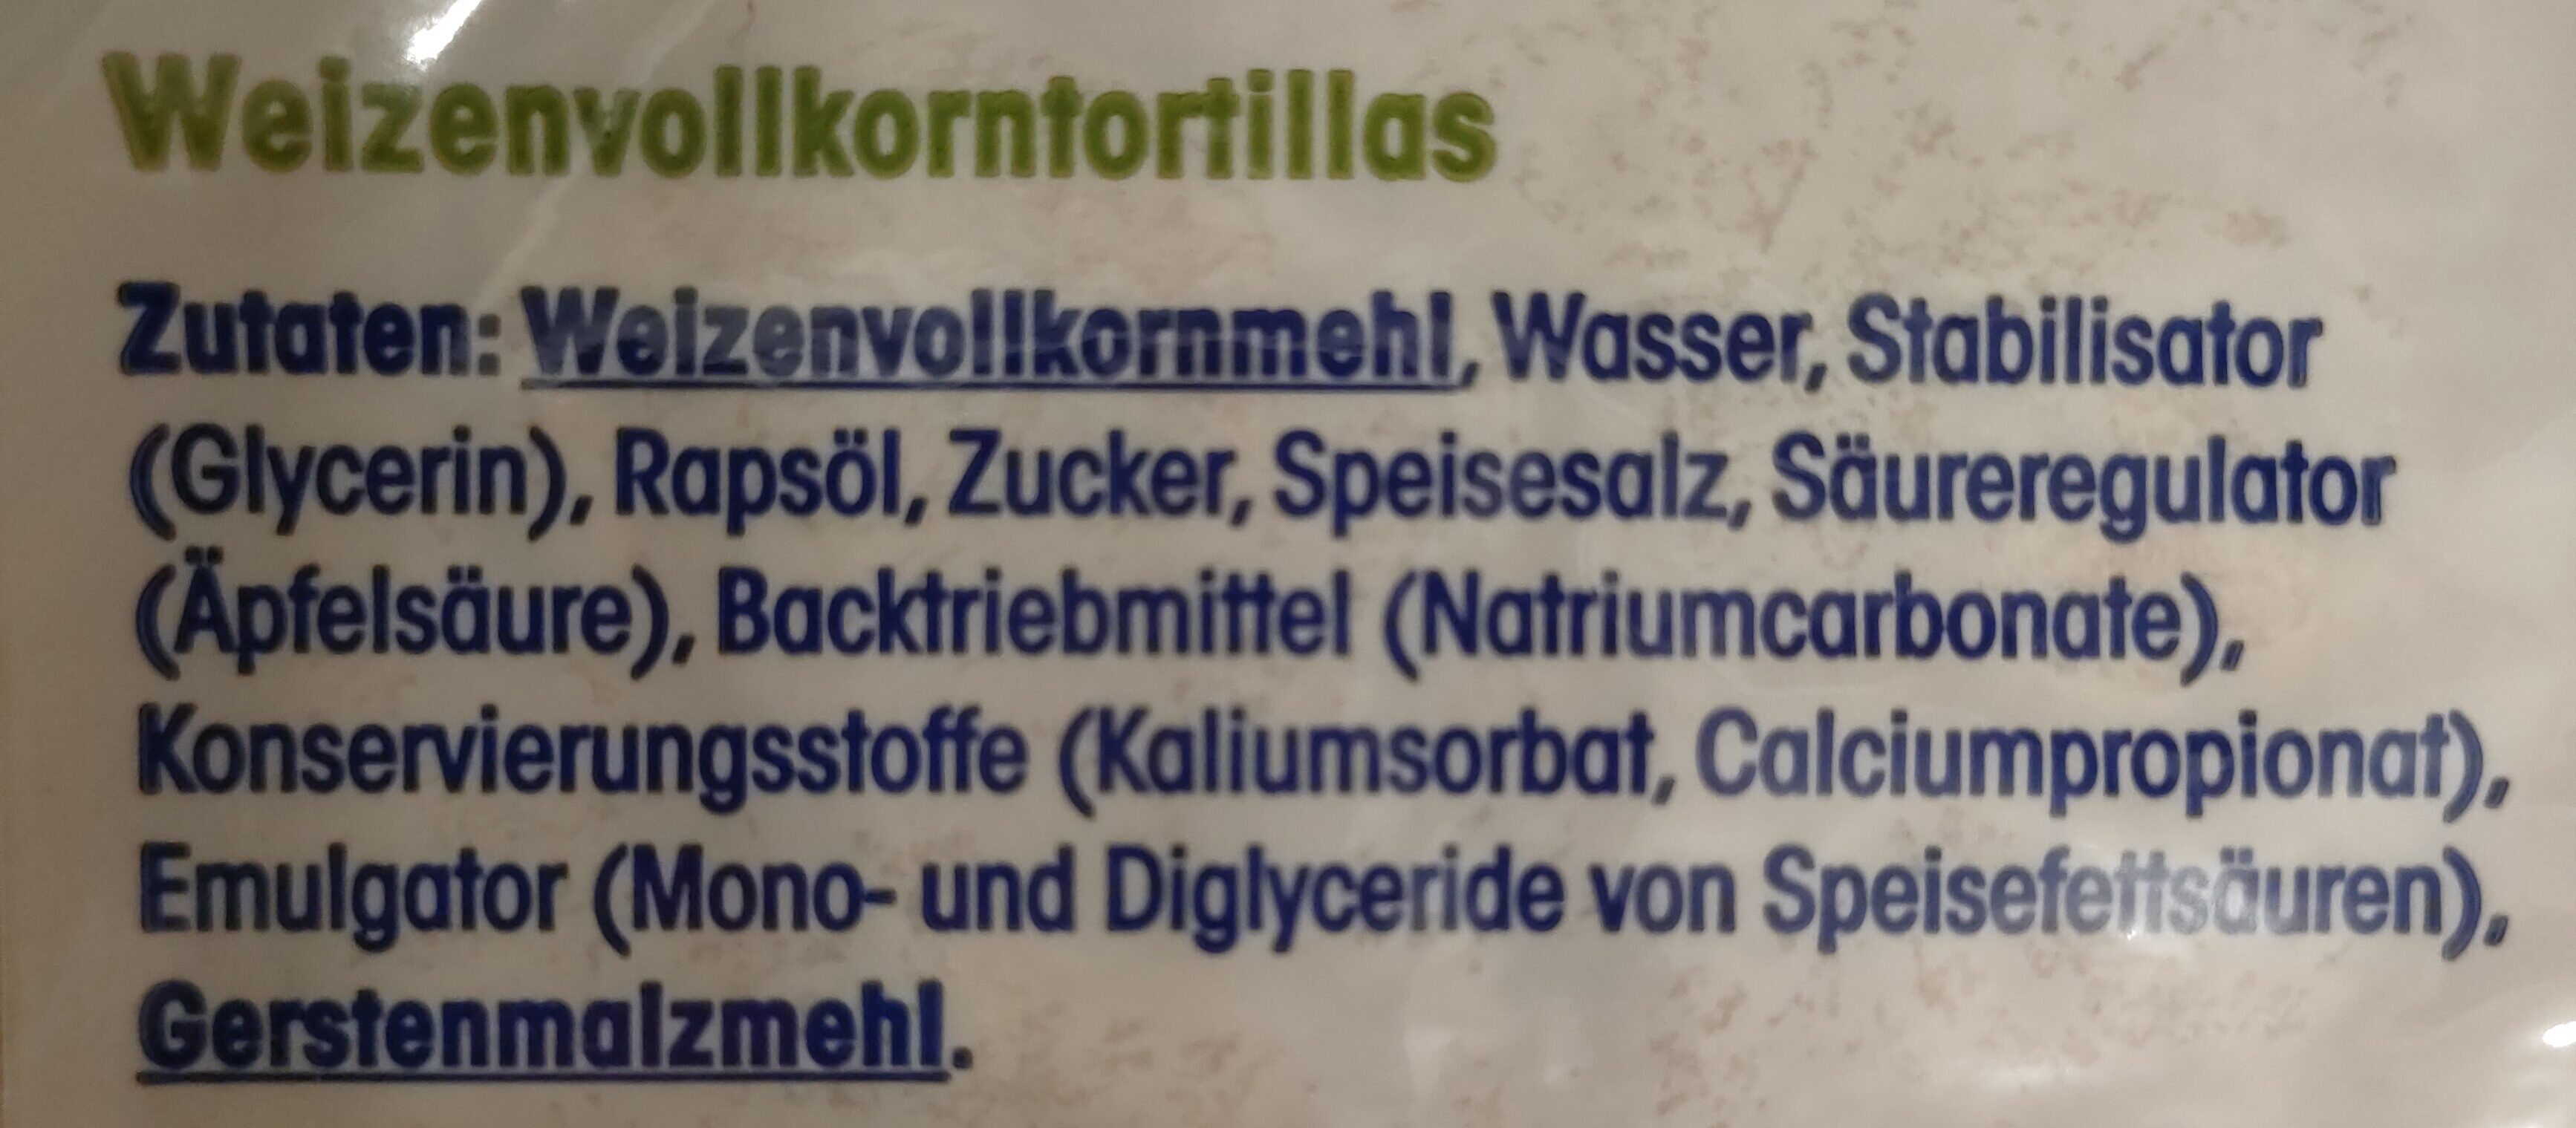 Weizenvollkorntortillas
Zutaten: Weizenvollkornmehl, Wasser, Stabilisator
(Glycerin), Rapsöl, Zucker, Speisesalz, Säureregulator
(Äpfelsäure), Backtriebmittel (Natriumcarbonate),
Konservierungsstoffe (Kaliumsorbat, Calciumpropionat),
Emulgator (Mono- und Diglyceride von Speisefettsäuren),
Gerstenmalzmehl.